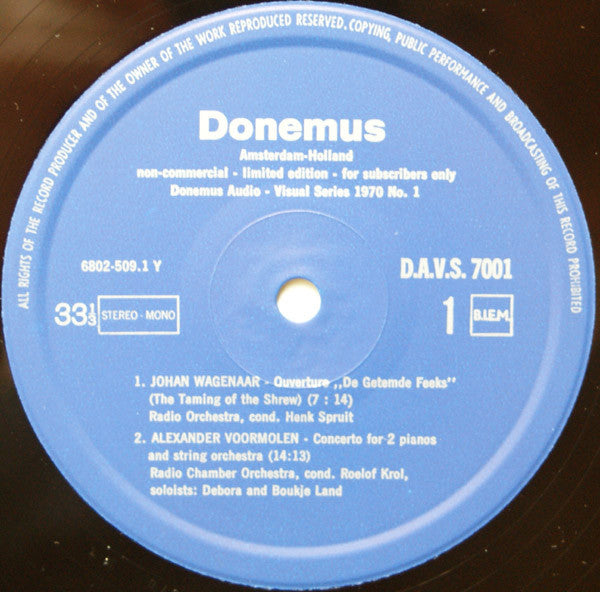 ALL RIGHTS OF THE RECORD PRODUCER AND OF THE OWNER OF THE WORK REPRODUCED RESERVED. COPYING, PUBLIC PERFORMANCE AND BROADCASTING OF THIS RECORD PROHIBITED
Donemus
Amsterdam-Holland
non-commercial - limited edition - for subscribers only
Donemus Audio - Visual Series 1970 No. 1
6802-509.1 Y
D.A.V.S. 7001
33 1/3 STEREO - MONO
1 B.I.E.M.
1. JOHAN WAGENAAR - Ouverture ,,De Getemde Feeks''
(The Taming of the Shrew) (7 : 14)
Radio Orchestra, cond. Henk Spruit
2. ALEXANDER VOORMOLEN - Concerto for 2 pianos
and string orchestra (14:13)
Radio Chamber Orchestra, cond. Roelof Krol,
soloists: Debora and Boukje Land